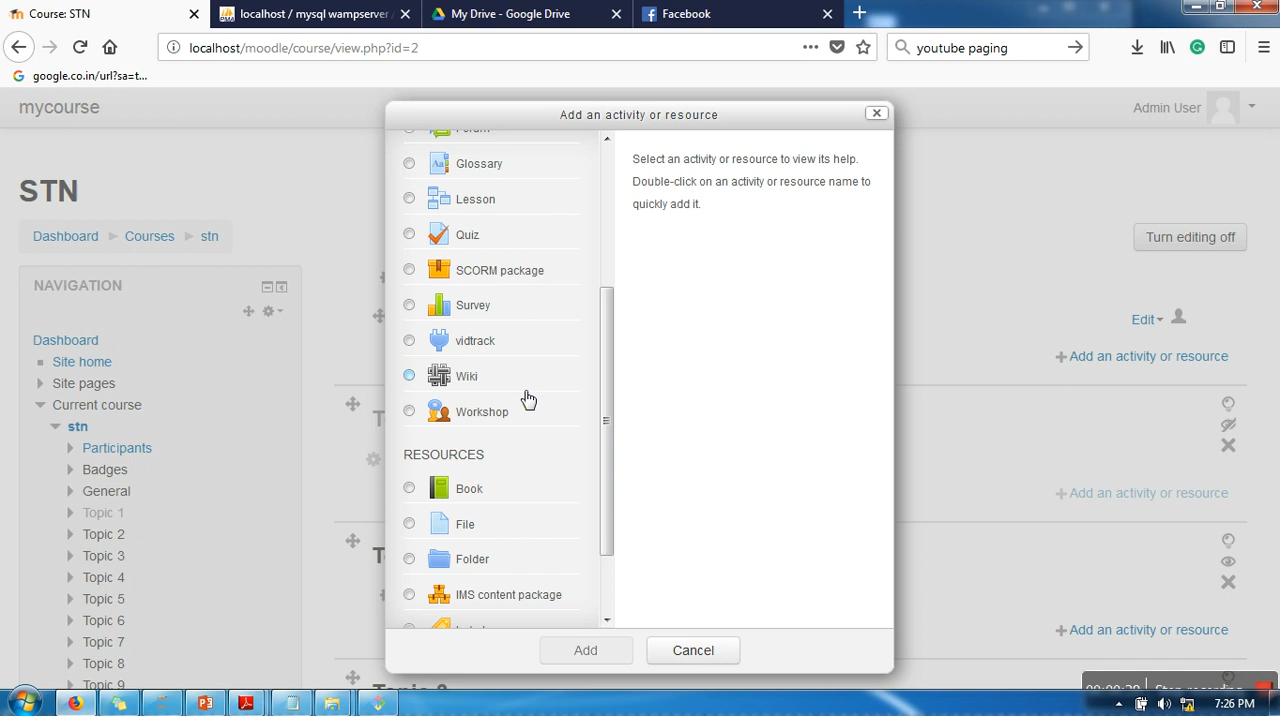 Course: STN
localhost / mysql wampserver
My Drive - Google Drive
Facebook
localhost/moodle/course/view.php?id=2
youtube paging
google.co.in/url?sa=t...
mycourse
Admin User
STN
Dashboard
Courses
stn
Turn editing off
NAVIGATION
Dashboard
Site home
Site pages
Current course
stn
Participants
Badges
General
Topic 1
Topic 2
Topic 3
Topic 4
Topic 5
Topic 6
Topic 7
Topic 8
Topic 9
Add an activity or resource
Forum
Glossary
Lesson
Quiz
SCORM package
Survey
vidtrack
Wiki
Workshop
RESOURCES
Book
File
Folder
IMS content package
Select an activity or resource to view its help.
Double-click on an activity or resource name to
quickly add it.
Add
Cancel
Edit
Add an activity or resource
Add an activity or resource
Add an activity or resource
Stop recording
7:26 PM